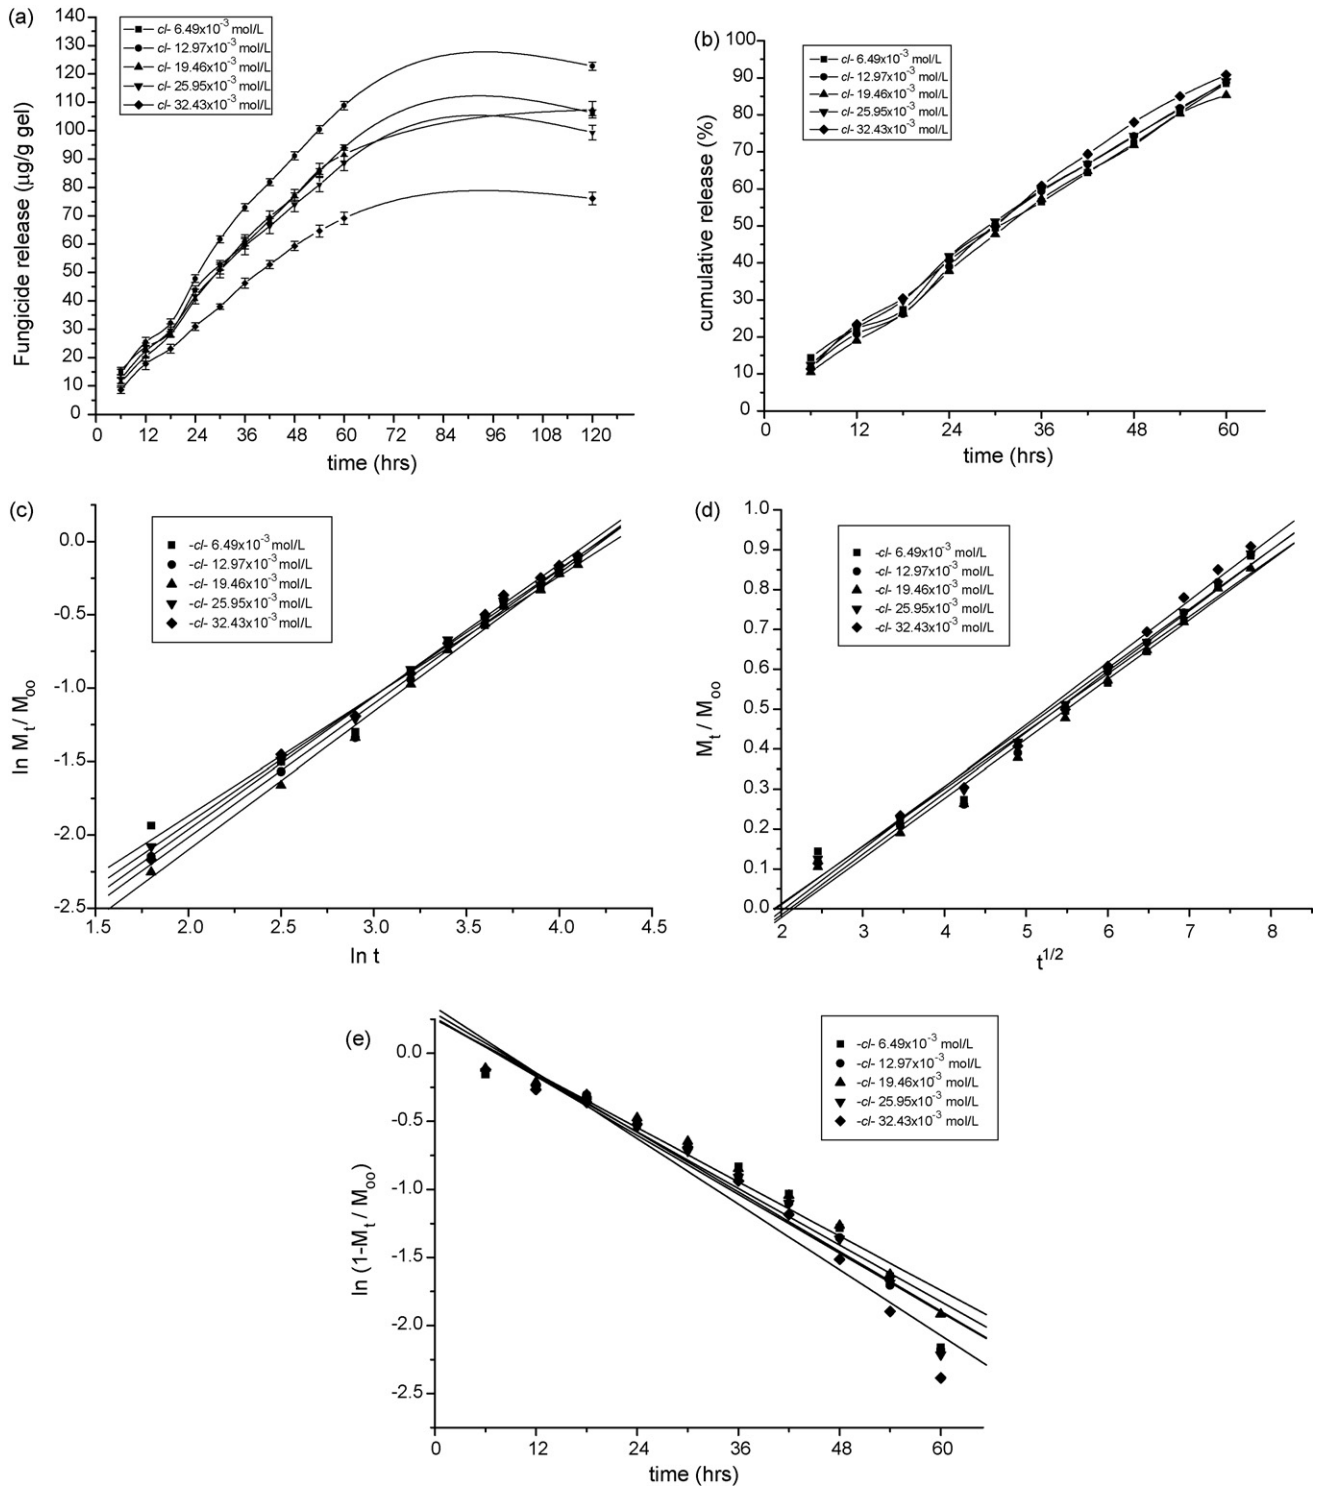 (a)
cl- 6.49x10⁻³ mol/L
cl- 12.97x10⁻³ mol/L
cl- 19.46x10⁻³ mol/L
cl- 25.95x10⁻³ mol/L
cl- 32.43x10⁻³ mol/L
Fungicide release (µg/g gel)
140
130
120
110
100
90
80
70
60
50
40
30
20
10
0
0 12 24 36 48 60 72 84 96 108 120
time (hrs)
(b)
cl- 6.49x10⁻³ mol/L
cl- 12.97x10⁻³ mol/L
cl- 19.46x10⁻³ mol/L
cl- 25.95x10⁻³ mol/L
cl- 32.43x10⁻³ mol/L
cumulative release (%)
100
90
80
70
60
50
40
30
20
10
0
0 12 24 36 48 60
time (hrs)
(c)
-cl- 6.49x10⁻³ mol/L
-cl- 12.97x10⁻³ mol/L
-cl- 19.46x10⁻³ mol/L
-cl- 25.95x10⁻³ mol/L
-cl- 32.43x10⁻³ mol/L
ln Mₜ / M₀₀
0.0
-0.5
-1.0
-1.5
-2.0
-2.5
1.5 2.0 2.5 3.0 3.5 4.0 4.5
ln t
(d)
-cl- 6.49x10⁻³ mol/L
-cl- 12.97x10⁻³ mol/L
-cl- 19.46x10⁻³ mol/L
-cl- 25.95x10⁻³ mol/L
-cl- 32.43x10⁻³ mol/L
Mₜ / M₀₀
1.0
0.9
0.8
0.7
0.6
0.5
0.4
0.3
0.2
0.1
0.0
2 3 4 5 6 7 8
t¹/²
(e)
-cl- 6.49x10⁻³ mol/L
-cl- 12.97x10⁻³ mol/L
-cl- 19.46x10⁻³ mol/L
-cl- 25.95x10⁻³ mol/L
-cl- 32.43x10⁻³ mol/L
ln (1-Mₜ / M₀₀)
0.0
-0.5
-1.0
-1.5
-2.0
-2.5
0 12 24 36 48 60
time (hrs)